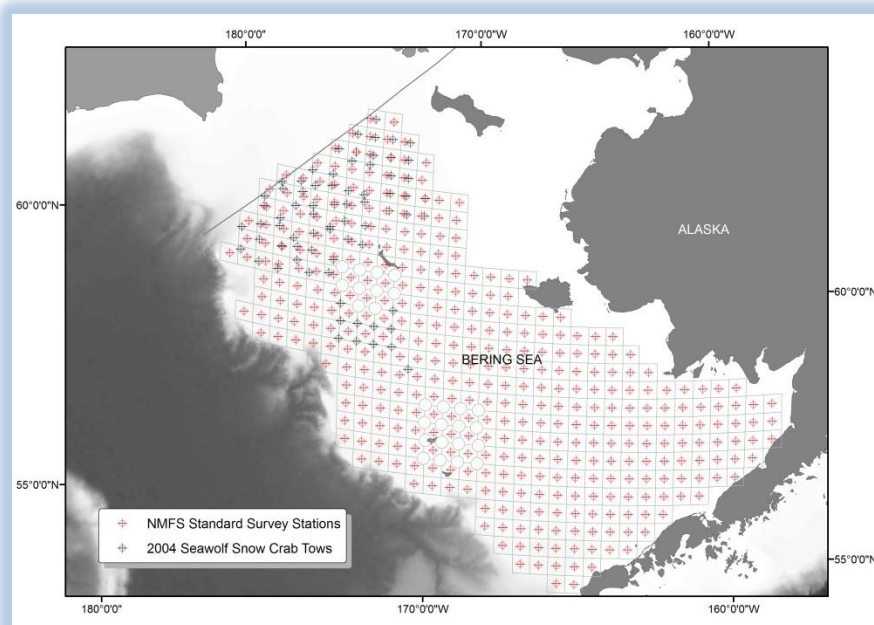 180°0'0"
170°0'0"W
160°0'0"W
60°0'0"N
ALASKA
60°0'0"N
BERING SEA
55°0'0"N
NMFS Standard Survey Stations
2004 Seawolf Snow Crab Tows
55°0'0"N
180°0'0"
170°0'0"W
160°0'0"W